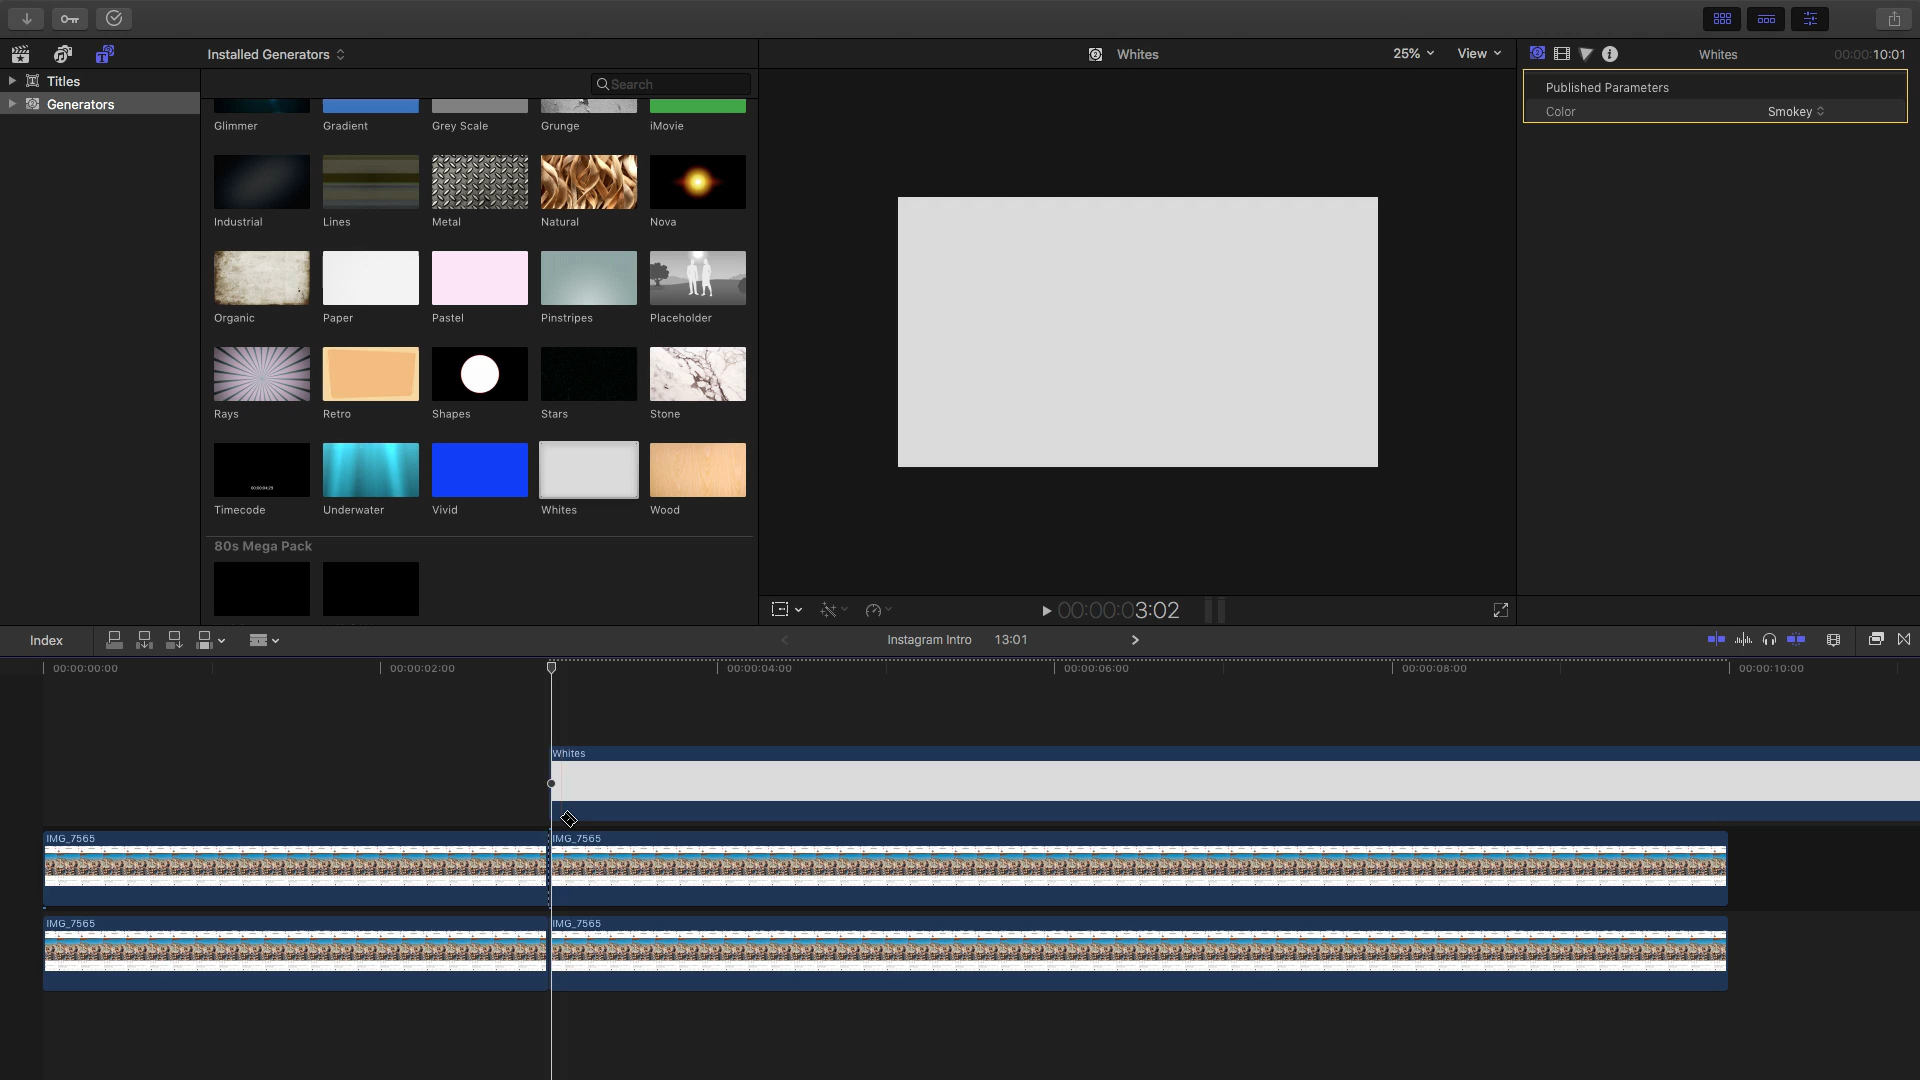 Installed Generators
Whites
25%
View
Whites
00:00:10:01
Titles
Generators
Search
Published Parameters
Color
Smokey
Glimmer
Gradient
Grey Scale
Grunge
iMovie
Industrial
Lines
Metal
Natural
Nova
Organic
Paper
Pastel
Pinstripes
Placeholder
Rays
Retro
Shapes
Stars
Stone
Timecode
Underwater
Vivid
Whites
Wood
80s Mega Pack
00:00:03:02
Index
Instagram Intro
13:01
00:00:00:00
00:00:02:00
00:00:04:00
00:00:06:00
00:00:08:00
00:00:10:00
Whites
IMG_7565
IMG_7565
IMG_7565
IMG_7565